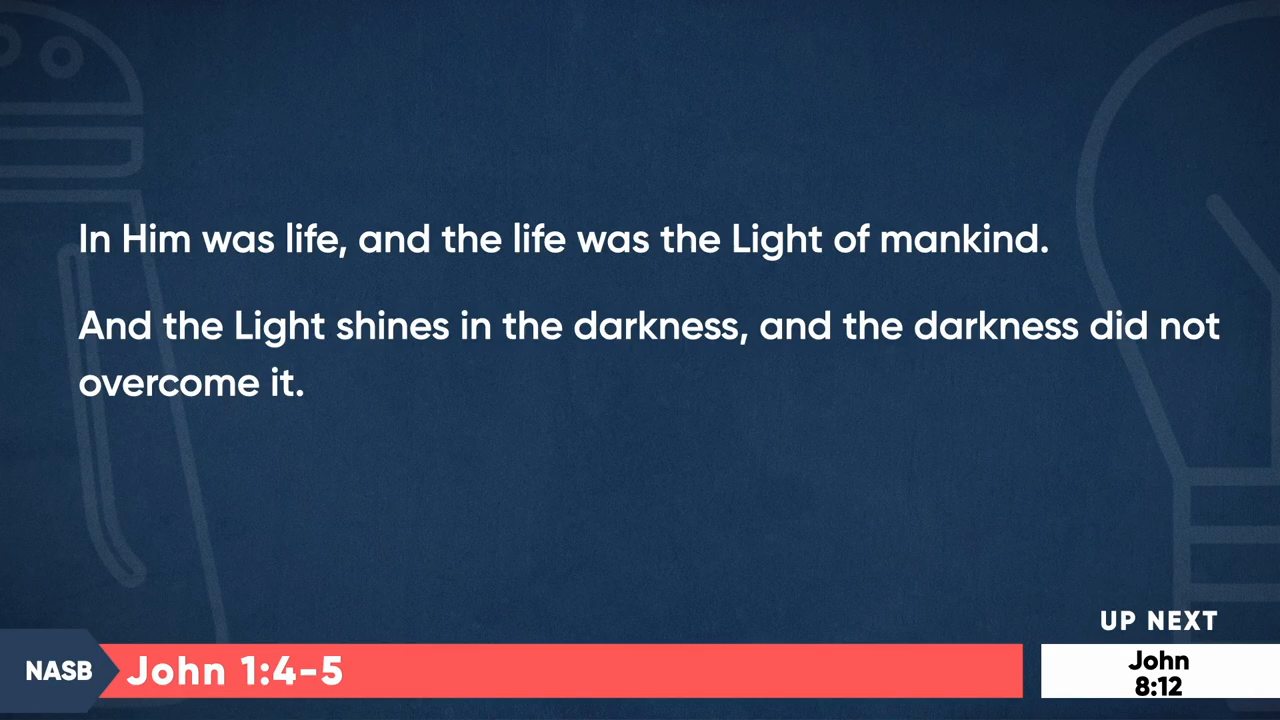 In Him was life, and the life was the Light of mankind.
And the Light shines in the darkness, and the darkness did not
overcome it.
UP NEXT
NASB
John 1:4-5
John
8:12